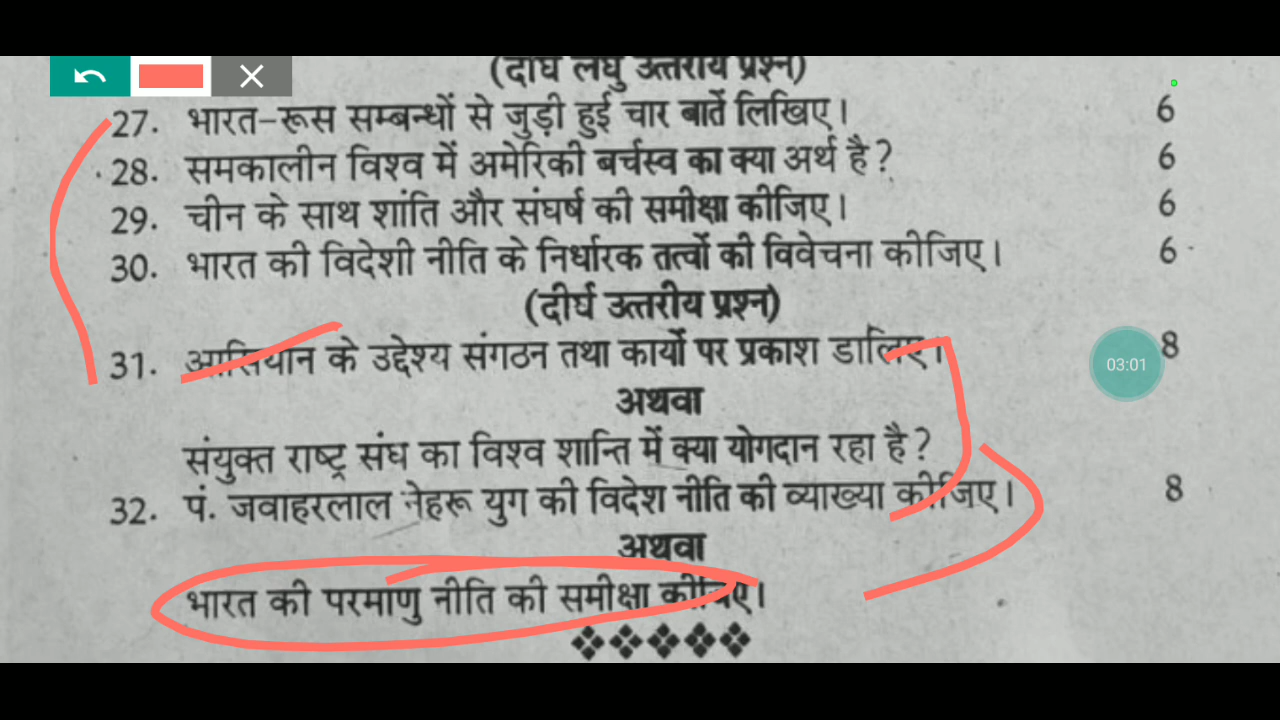 (दीर्घ लघु उत्तरीय प्रश्न)
27. भारत-रूस सम्बन्धों से जुड़ी हुई चार बातें लिखिए। 6
28. समकालीन विश्व में अमेरिकी बर्चस्व का क्या अर्थ है? 6
29. चीन के साथ शांति और संघर्ष की समीक्षा कीजिए। 6
30. भारत की विदेशी नीति के निर्धारक तत्वों की विवेचना कीजिए। 6
(दीर्घ उत्तरीय प्रश्न)
31. आसियान के उद्देश्य संगठन तथा कार्यो पर प्रकाश डालिए। 8
03:01
अथवा
संयुक्त राष्ट्र संघ का विश्व शान्ति में क्या योगदान रहा है?
32. पं. जवाहरलाल नेहरू युग की विदेश नीति की व्याख्या कीजिए। 8
अथवा
भारत की परमाणु नीति की समीक्षा कीजिए।